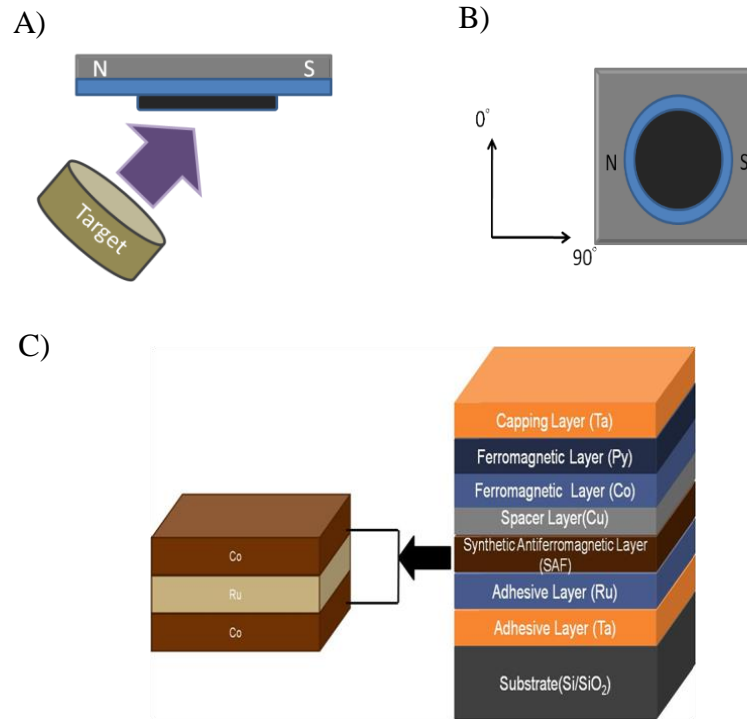 A)
N S
Target
B)
0°
N S
90°
C)
Capping Layer (Ta)
Ferromagnetic Layer (Py)
Ferromagnetic Layer (Co)
Spacer Layer(Cu)
Synthetic Antiferromagnetic Layer
(SAF)
Adhesive Layer (Ru)
Adhesive Layer (Ta)
Substrate(Si/SiO₂)
Co
Ru
Co